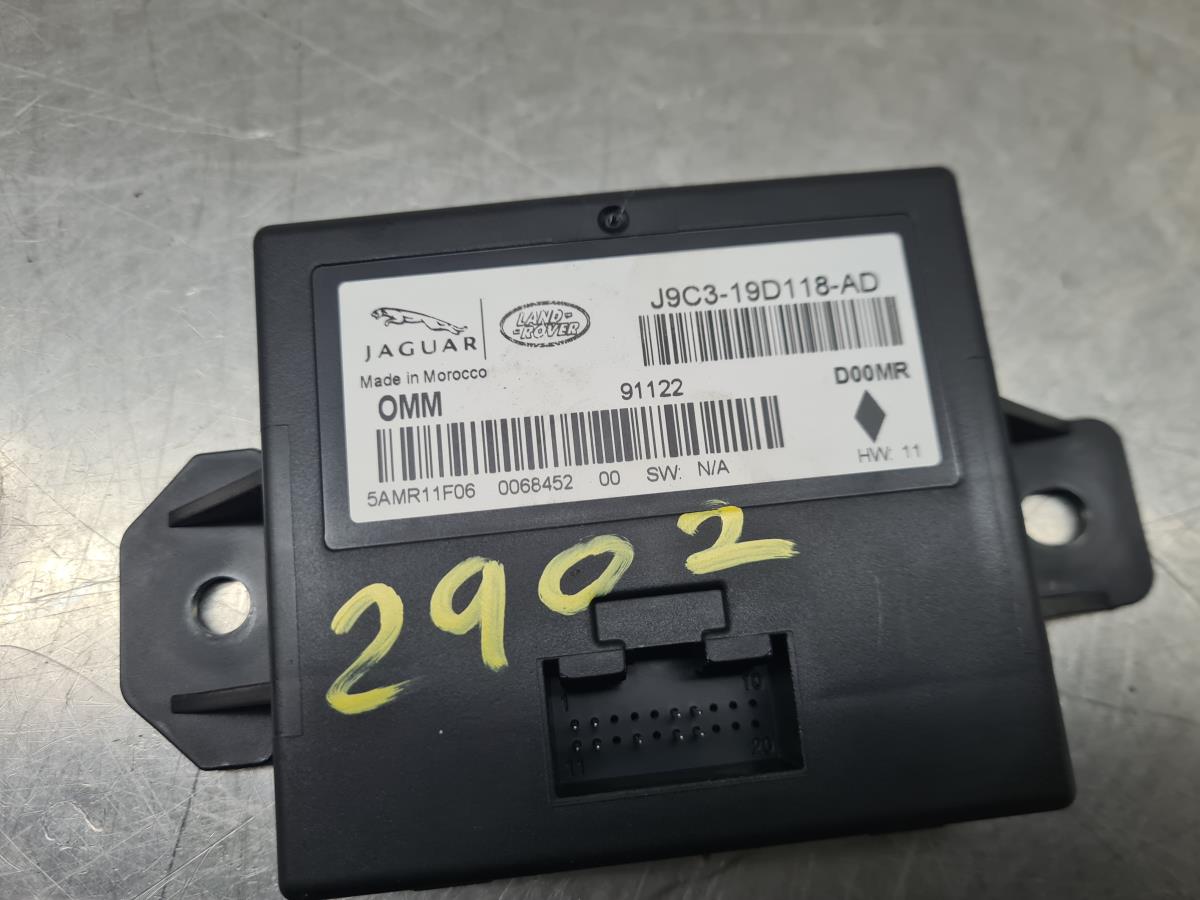 J9C3-19D118-AD
JAGUAR
LAND-
-ROVER
Made in Morocco
OMM
91122
D00MR
5AMR11F06 0068452 00 SW: N/A
HW: 11
2902
1 10
11 20